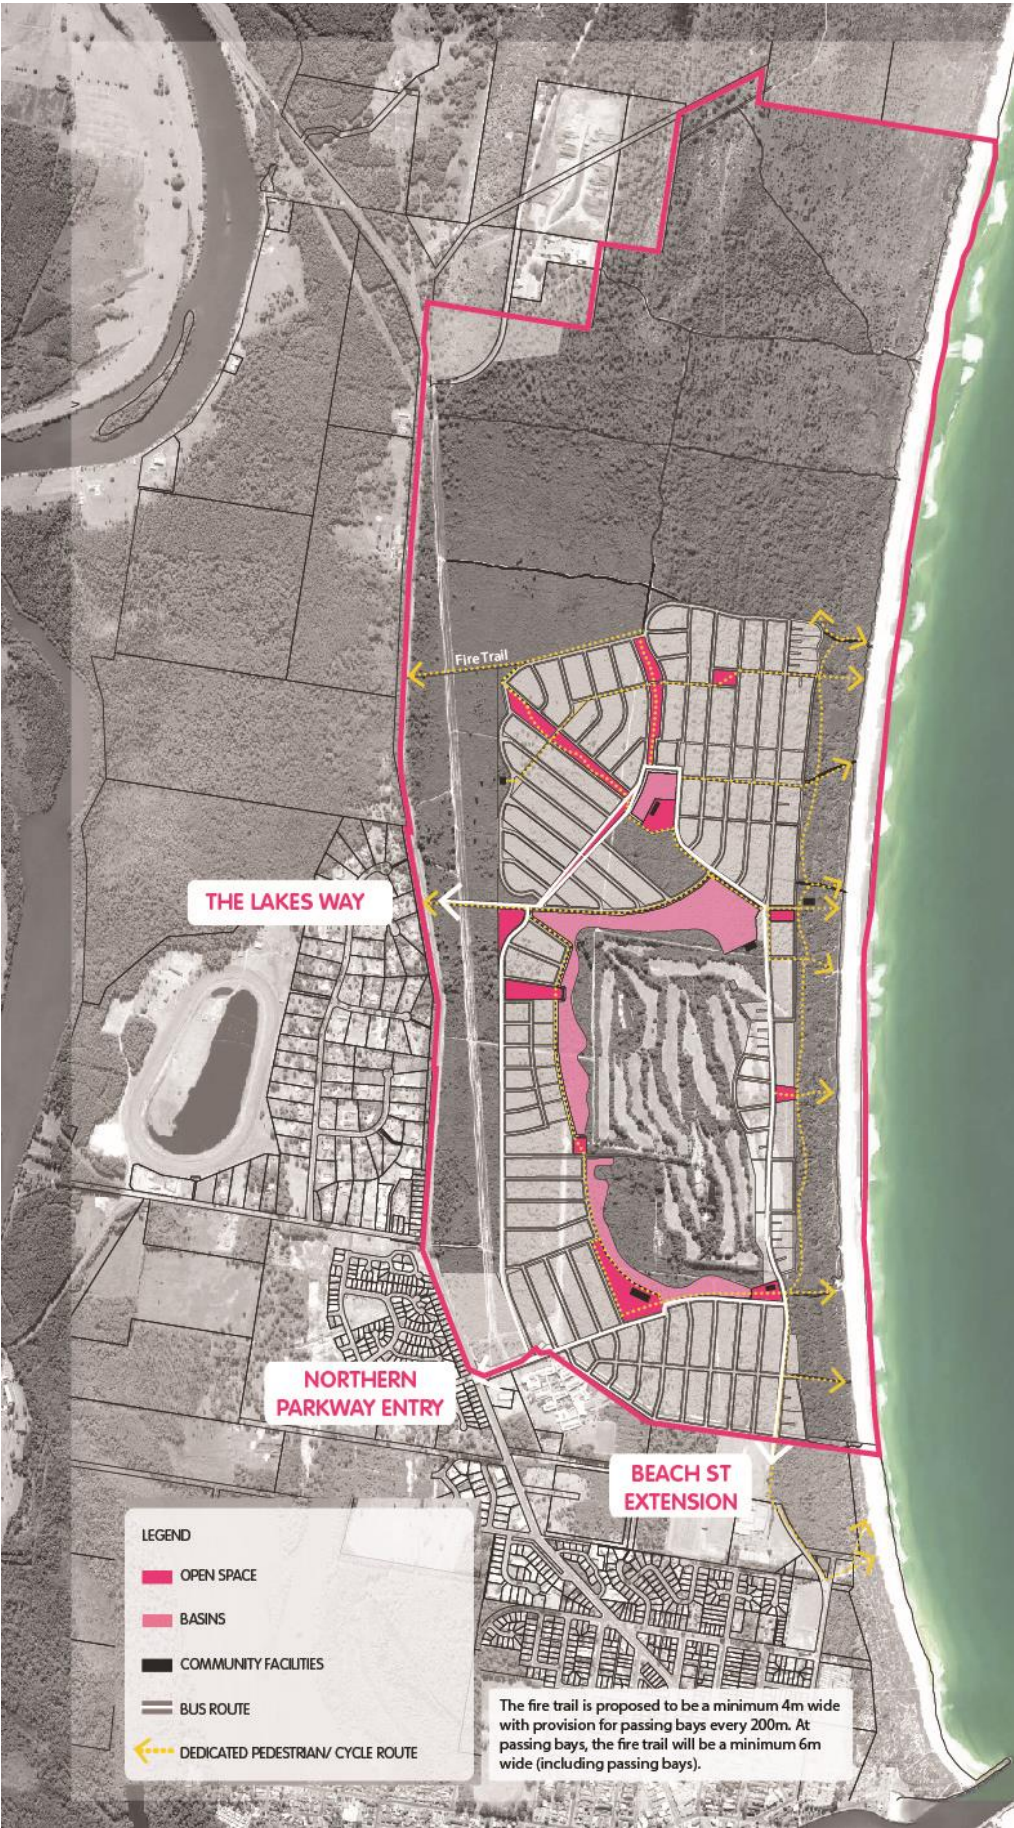 Fire Trail
THE LAKES WAY
NORTHERN
PARKWAY ENTRY
BEACH ST
EXTENSION
LEGEND
OPEN SPACE
BASINS
COMMUNITY FACILITIES
BUS ROUTE
DEDICATED PEDESTRIAN/ CYCLE ROUTE
The fire trail is proposed to be a minimum 4m wide
with provision for passing bays every 200m. At
passing bays, the fire trail will be a minimum 6m
wide (including passing bays).